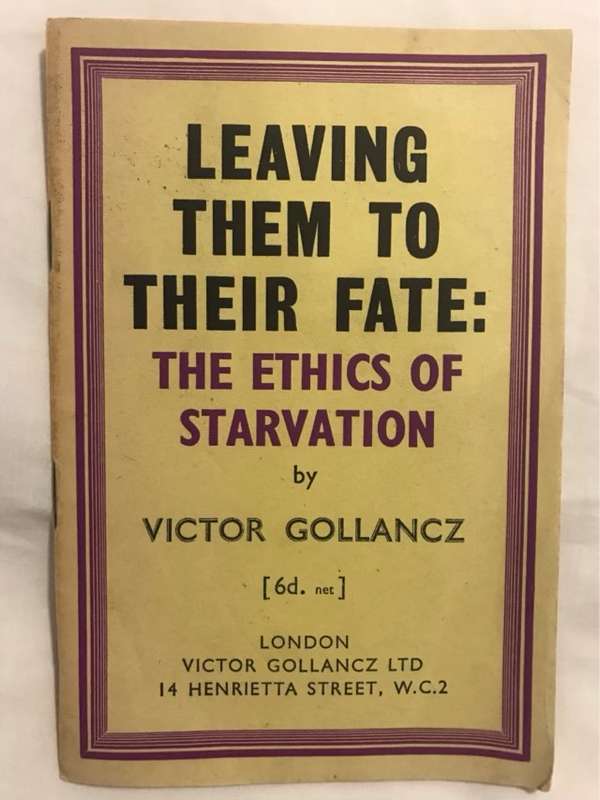 LEAVING
THEM TO
THEIR FATE:
THE ETHICS OF
STARVATION
by
VICTOR GOLLANCZ
[6d. net]
LONDON
VICTOR GOLLANCZ LTD
14 HENRIETTA STREET, W.C.2